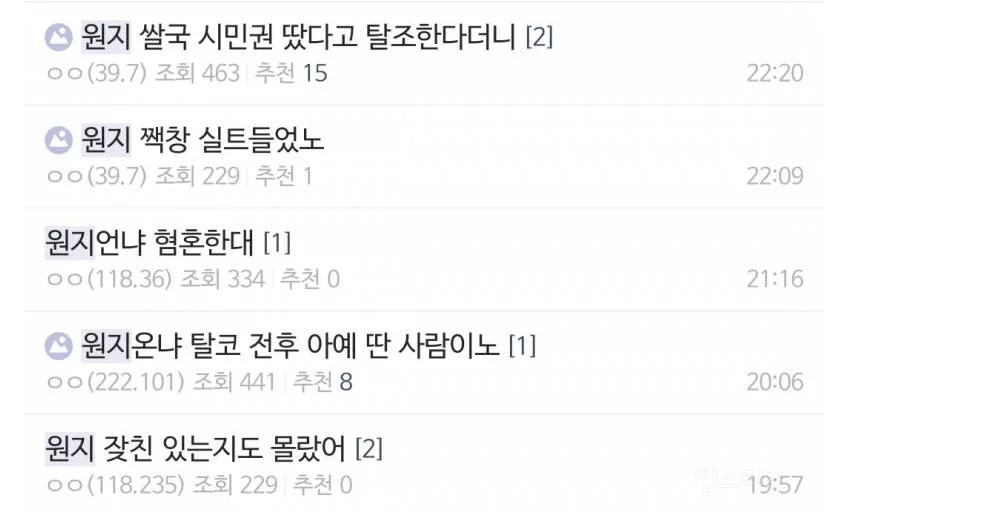 원지 쌀국 시민권 땄다고 탈조한다더니 [2]
ㅇㅇ(39.7) 조회 463 추천 15 22:20
원지 짹창 실트들었노
ㅇㅇ(39.7) 조회 229 추천 1 22:09
원지언냐 혐혼한대 [1]
ㅇㅇ(118.36) 조회 334 추천 0 21:16
원지온냐 탈코 전후 아예 딴 사람이노 [1]
ㅇㅇ(222.101) 조회 441 추천 8 20:06
원지 잦친 있는지도 몰랐어 [2]
ㅇㅇ(118.235) 조회 229 추천 0 19:57